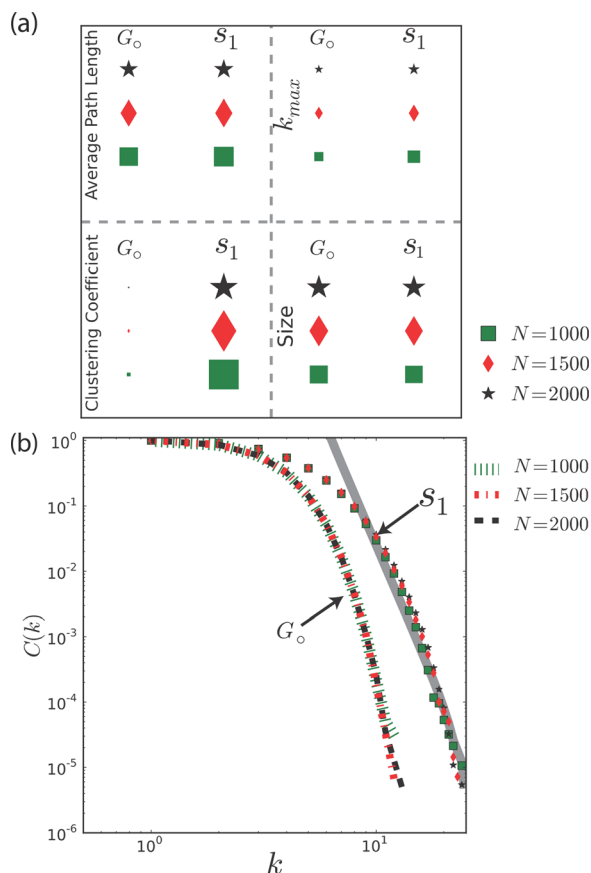 (a)
G∘ s₁ G∘ s₁
Average Path Length
k_max
G∘ s₁ G∘ s₁
Clustering Coefficient
Size
N=1000
N=1500
N=2000
(b)
10⁰
10⁻¹
10⁻²
10⁻³
10⁻⁴
10⁻⁵
10⁻⁶
C(k)
s₁
G∘
N=1000
N=1500
N=2000
10⁰ 10¹
k